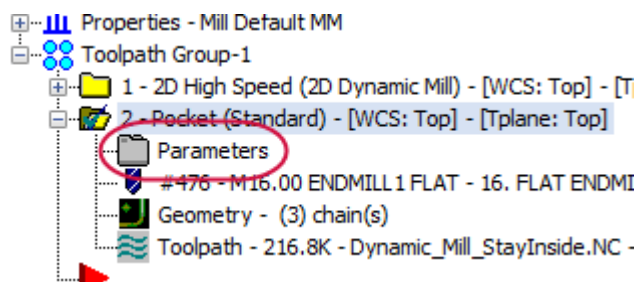 Properties - Mill Default MM
Toolpath Group-1
1 - 2D High Speed (2D Dynamic Mill) - [WCS: Top] - [T
2 - Pocket (Standard) - [WCS: Top] - [Tplane: Top]
Parameters
#476 - M16.00 ENDMILL1 FLAT - 16. FLAT ENDMI
Geometry - (3) chain(s)
Toolpath - 216.8K - Dynamic_Mill_StayInside.NC -